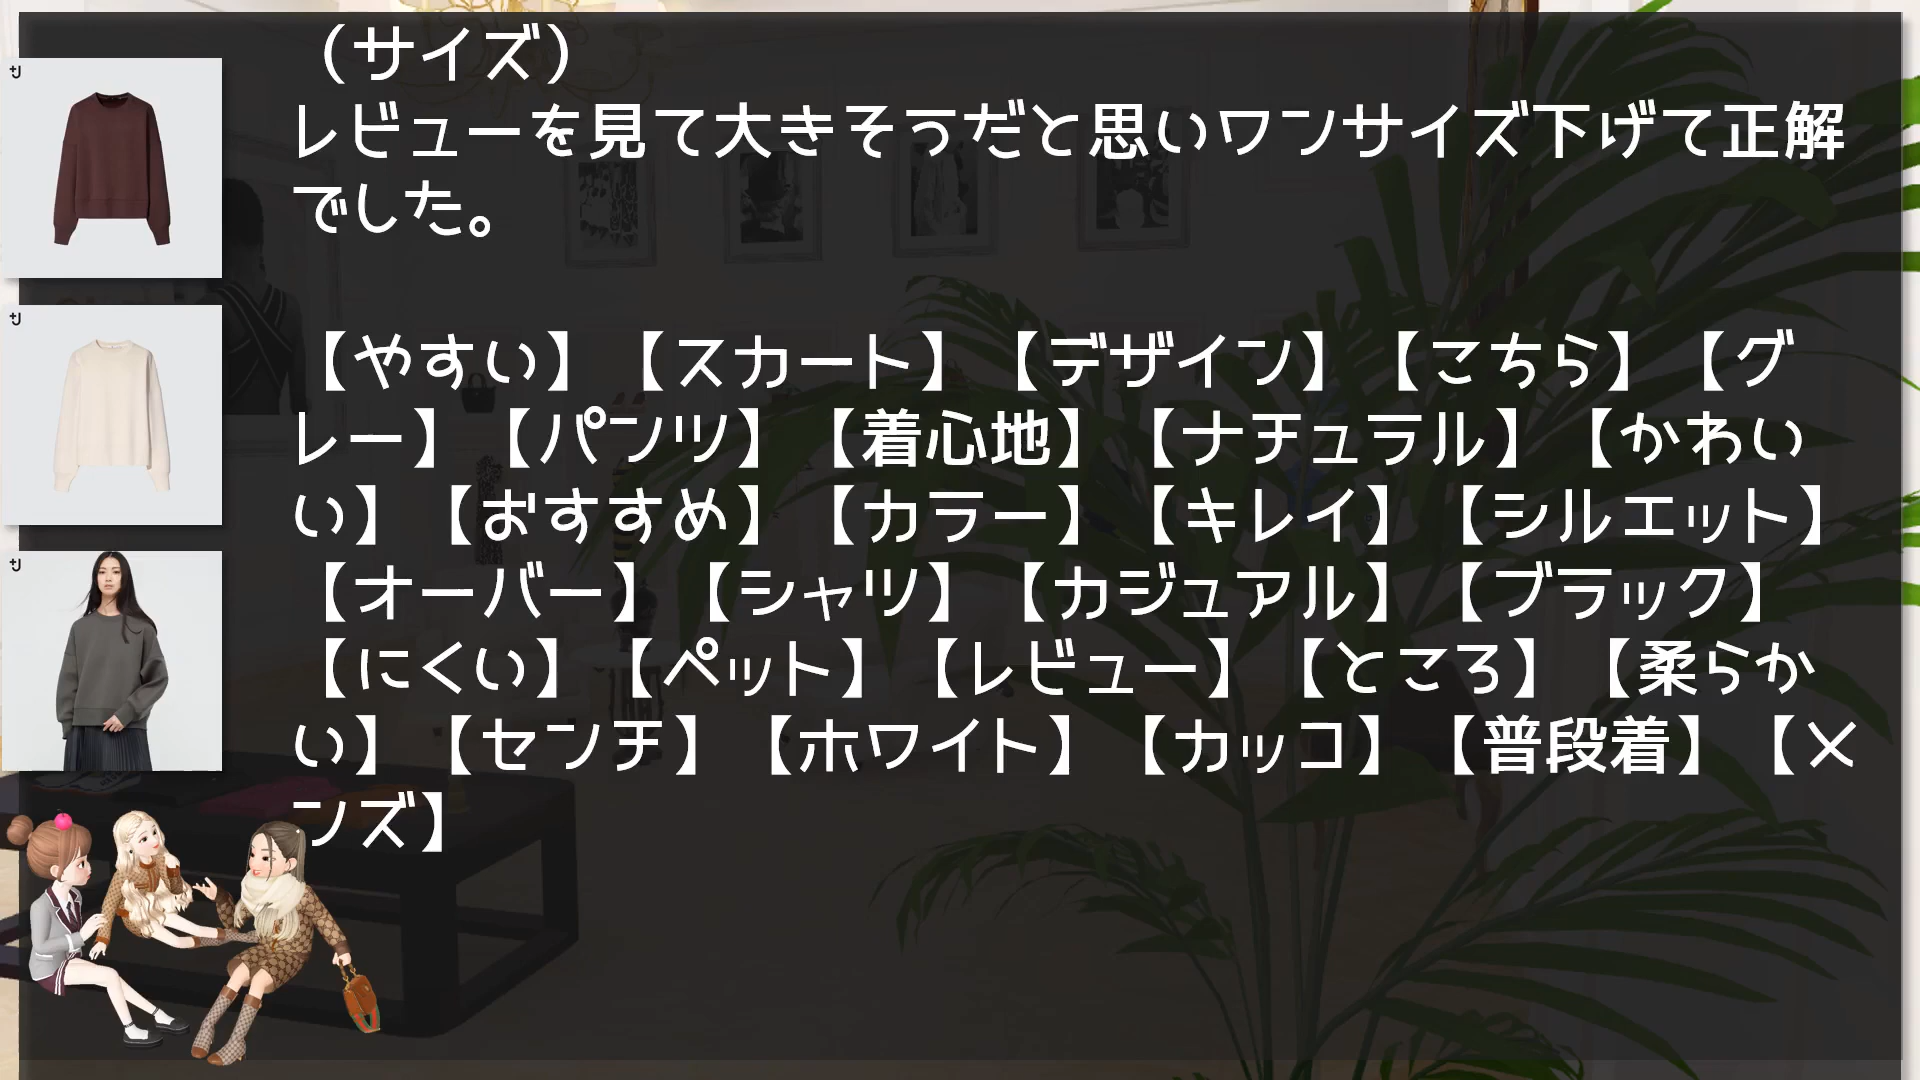 （サイズ）
レビューを見て大きそうだと思いワンサイズ下げて正解
でした。
【やすい】【スカート】【デザイン】【こちら】【グ
レー】【パンツ】【着心地】【ナチュラル】【かわい
い】【おすすめ】【カラー】【キレイ】【シルエット】
【オーバー】【シャツ】【カジュアル】【ブラック】
【にくい】【ペット】【レビュー】【ところ】【柔らか
い】【センチ】【ホワイト】【カッコ】【普段着】【メ
ンズ】
+J
+J
+J